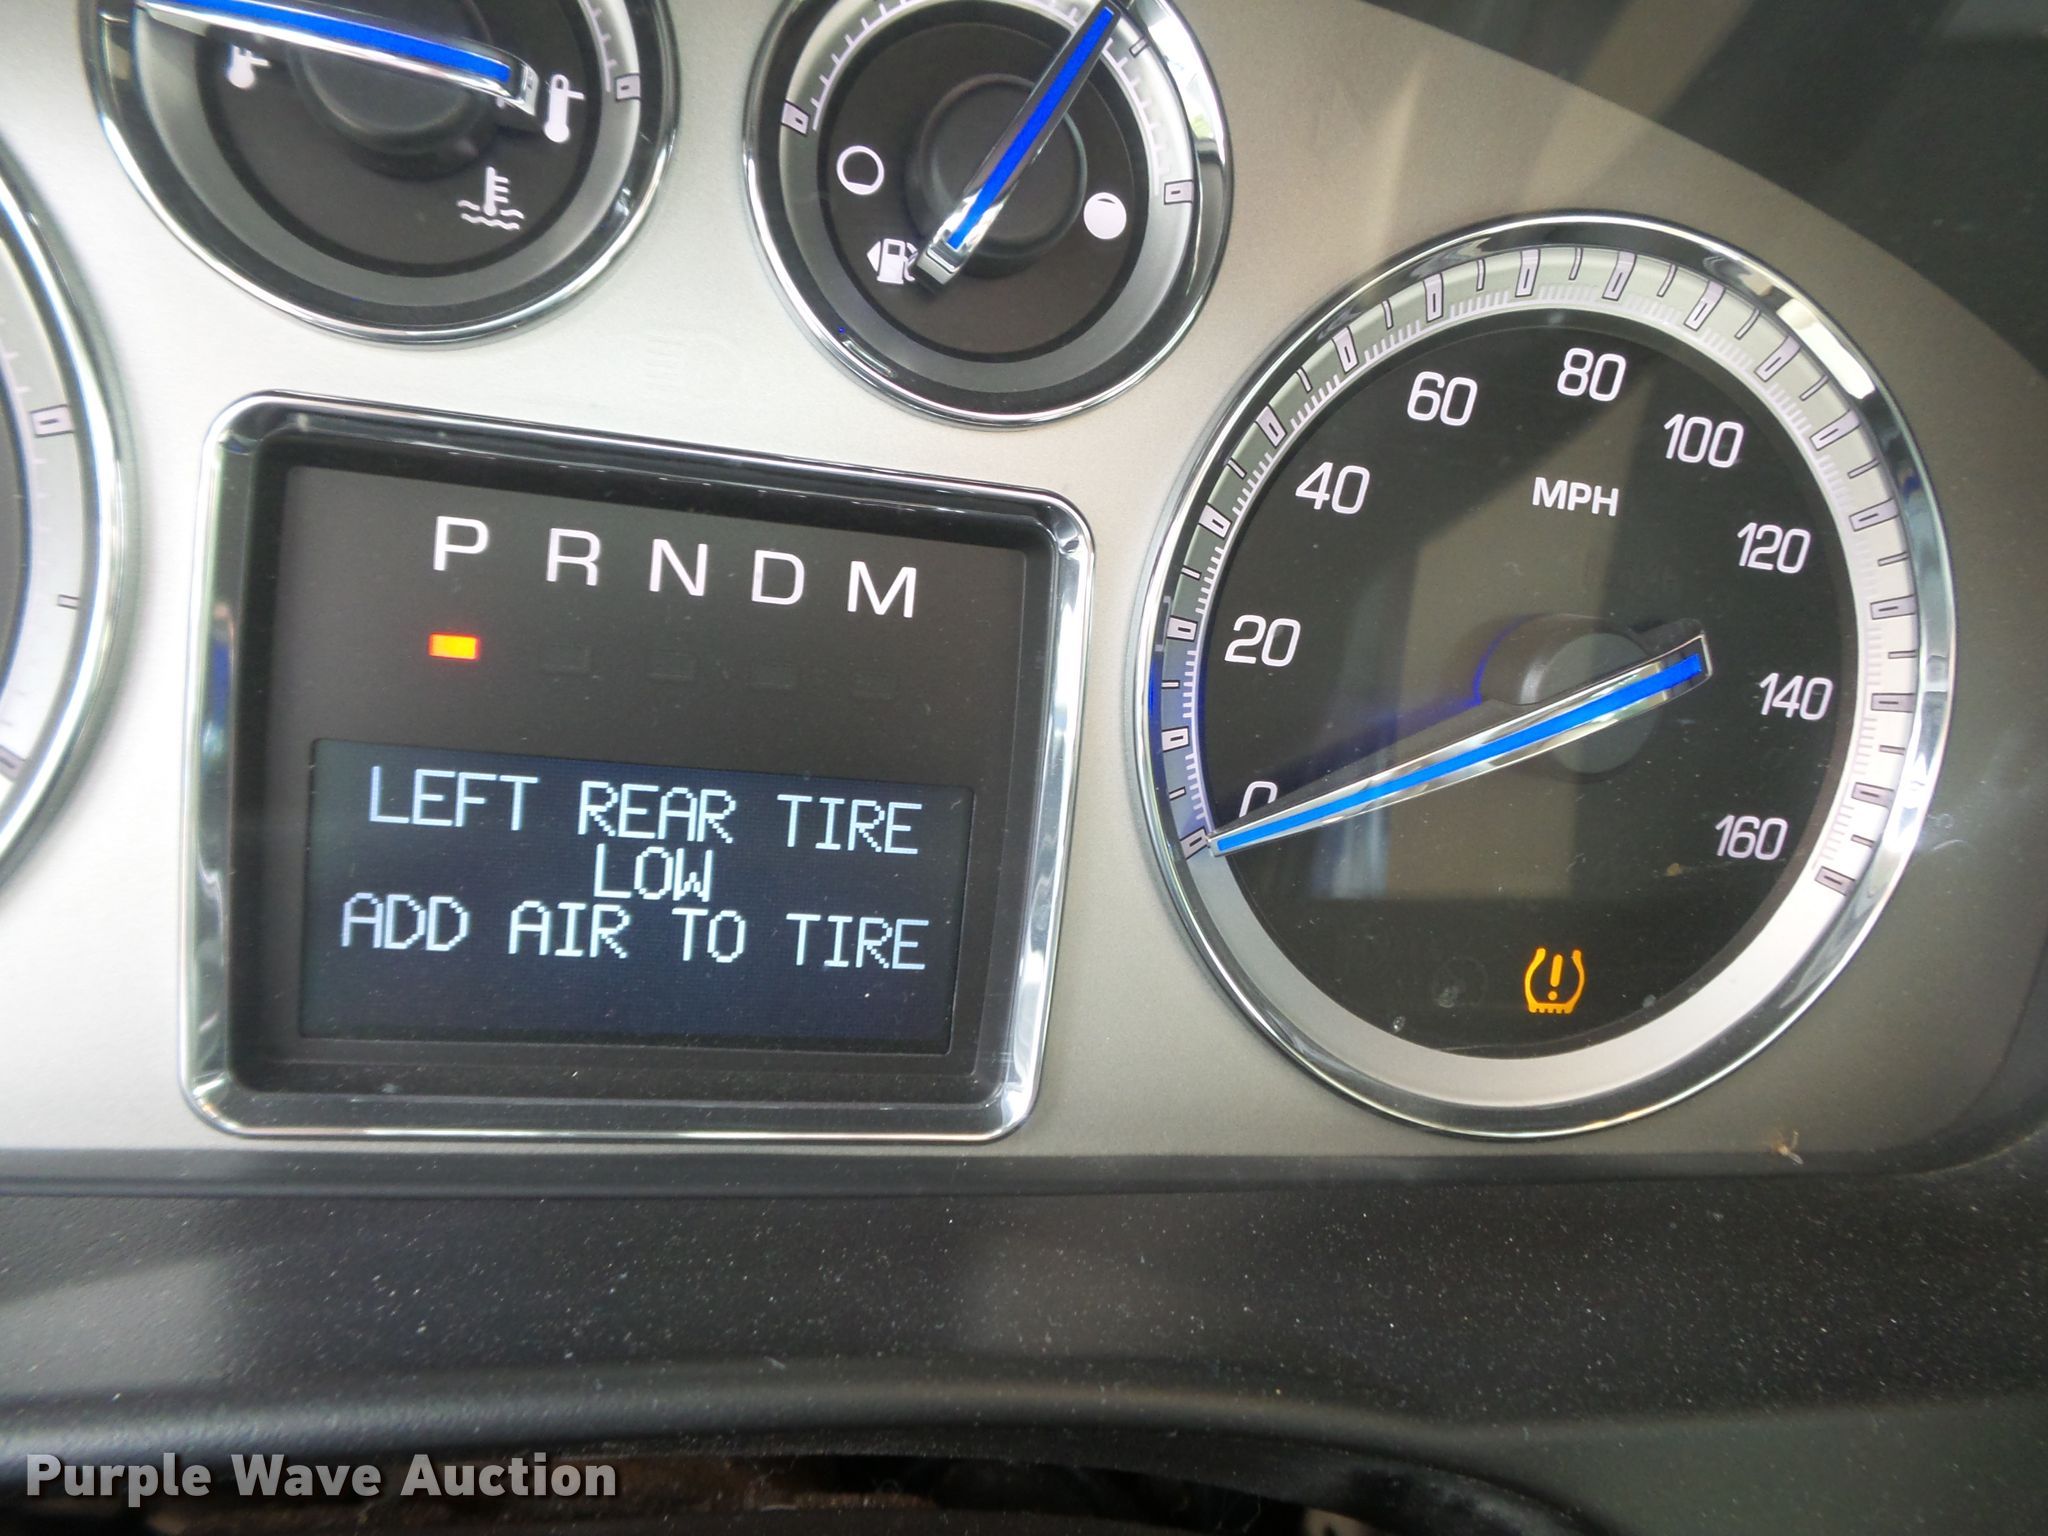 P R N D M
LEFT REAR TIRE
LOW
ADD AIR TO TIRE
0
20
40
60
80
100
120
140
160
MPH
Purple Wave Auction